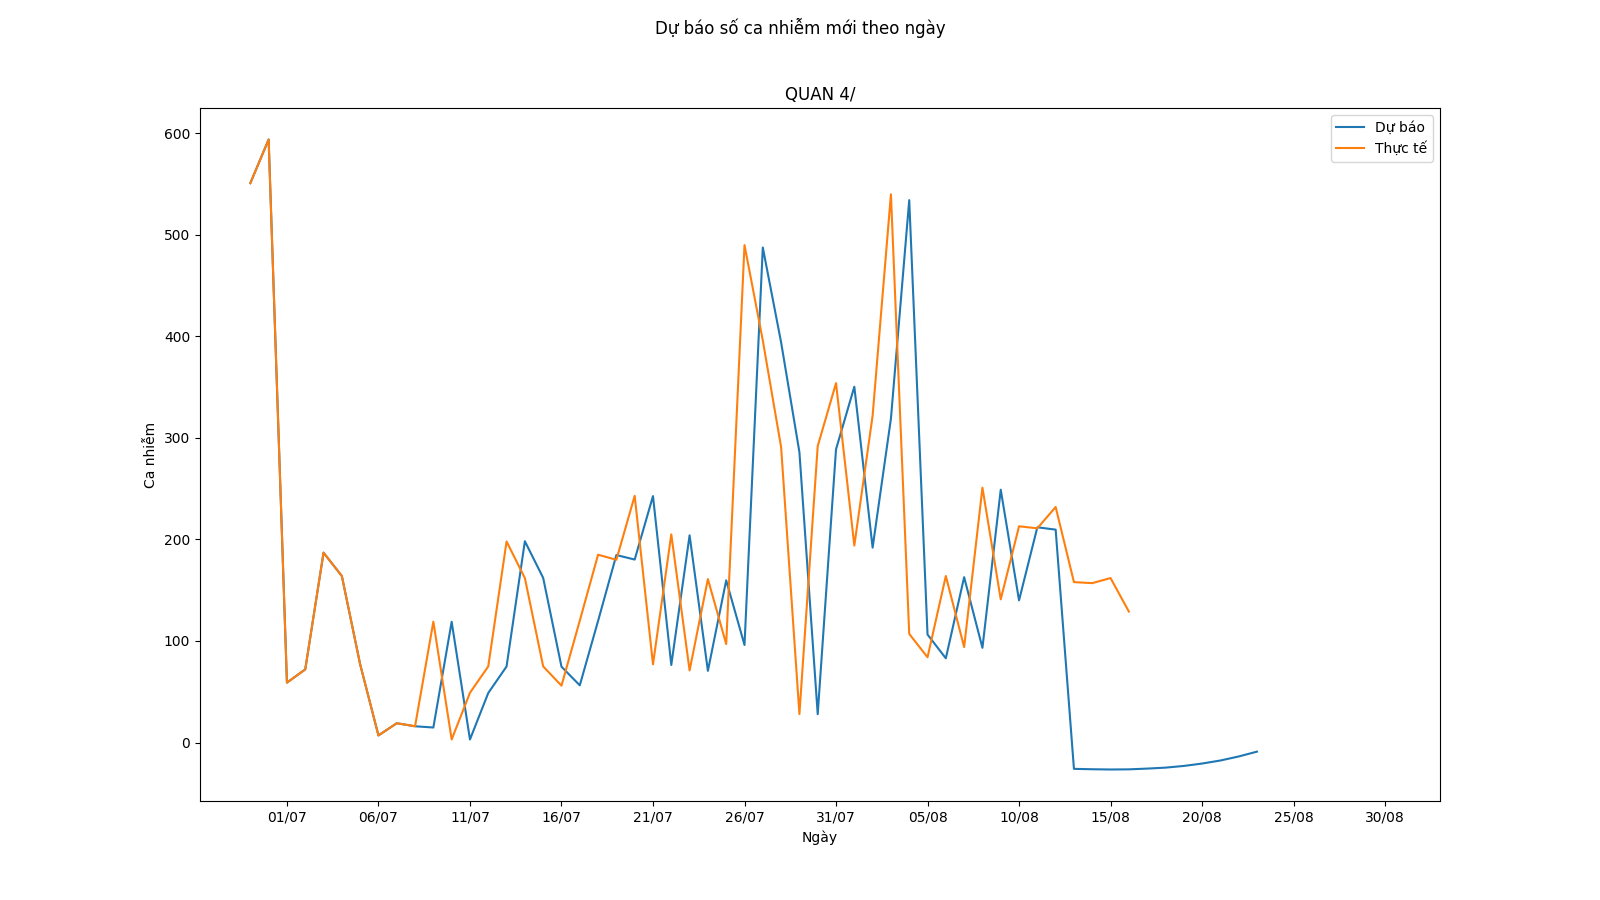 Dự báo số ca nhiễm mới theo ngày
QUAN 4/
Dự báo
Thực tế
600
500
400
300
200
100
0
Ca nhiễm
01/07 06/07 11/07 16/07 21/07 26/07 31/07 05/08 10/08 15/08 20/08 25/08 30/08
Ngày